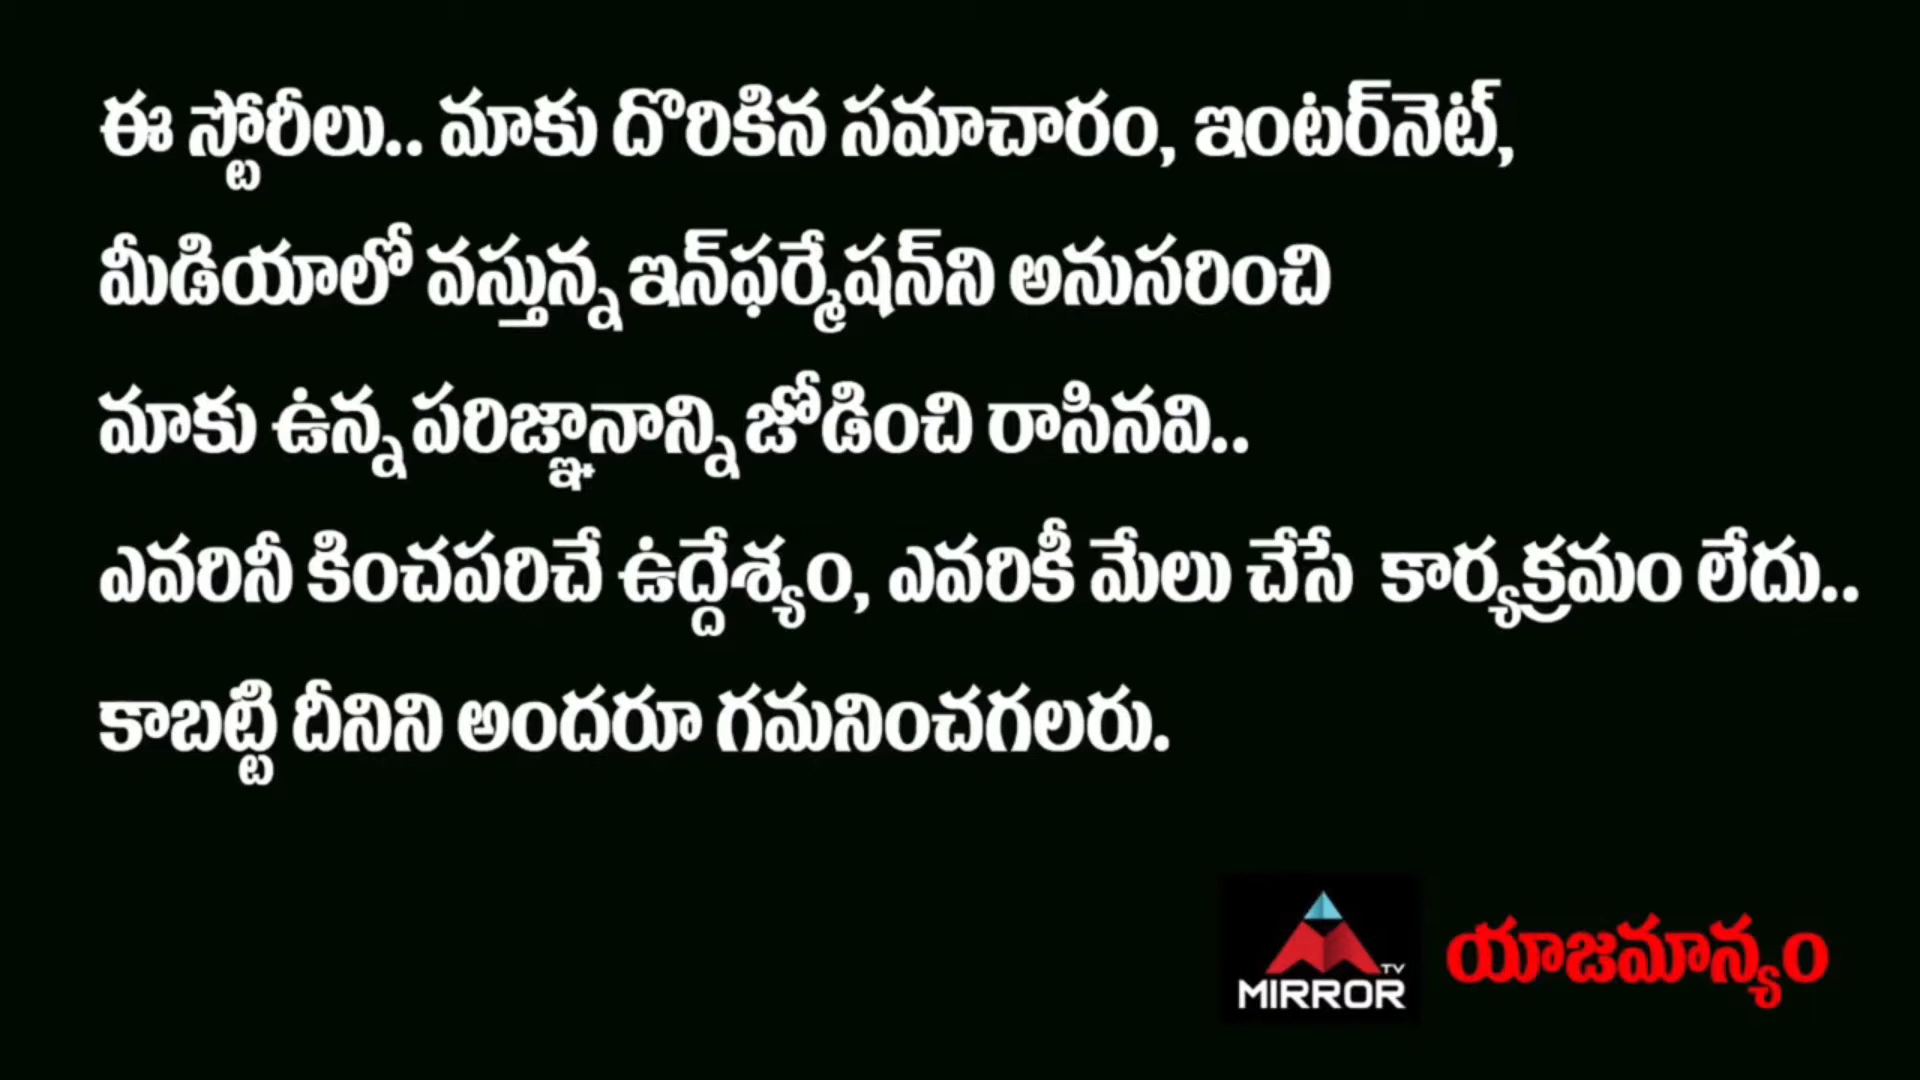 ఈ స్టోరీలు.. మాకు దొరికిన సమాచారం, ఇంటర్‌నెట్,
మీడియాలో వస్తున్న ఇన్‌ఫర్మేషన్‌ని అనుసరించి
మాకు ఉన్న పరిజ్ఞానాన్ని జోడించి రాసినవి..
ఎవరినీ కించపరిచే ఉద్దేశ్యం, ఎవరికీ మేలు చేసే కార్యక్రమం లేదు..
కాబట్టి దీనిని అందరూ గమనించగలరు.
MIRROR TV యాజమాన్యం